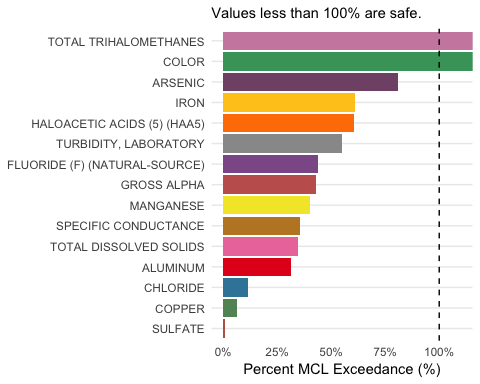 Values less than 100% are safe.
TOTAL TRIHALOMETHANES
COLOR
ARSENIC
IRON
HALOACETIC ACIDS (5) (HAA5)
TURBIDITY, LABORATORY
FLUORIDE (F) (NATURAL-SOURCE)
GROSS ALPHA
MANGANESE
SPECIFIC CONDUCTANCE
TOTAL DISSOLVED SOLIDS
ALUMINUM
CHLORIDE
COPPER
SULFATE
0% 25% 50% 75% 100%
Percent MCL Exceedance (%)